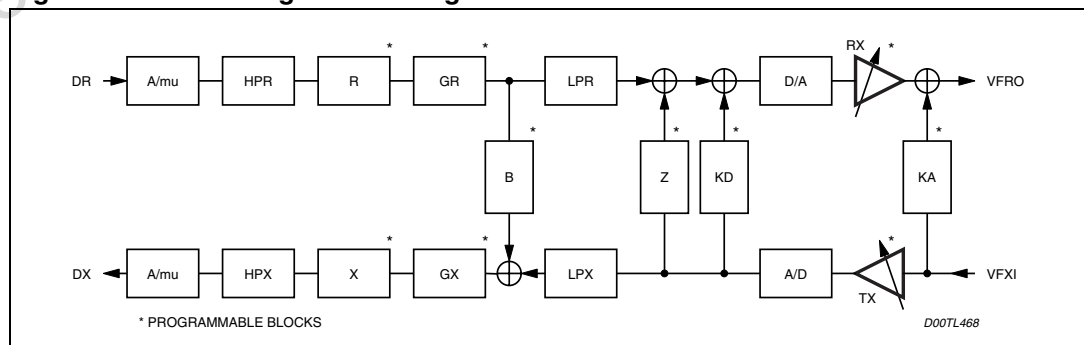 RX
* * *
DR A/mu HPR R GR LPR D/A VFRO
* * * *
B Z KD KA
* * *
DX A/mu HPX X GX LPX A/D VFXI
TX
* PROGRAMMABLE BLOCKS
D00TL468